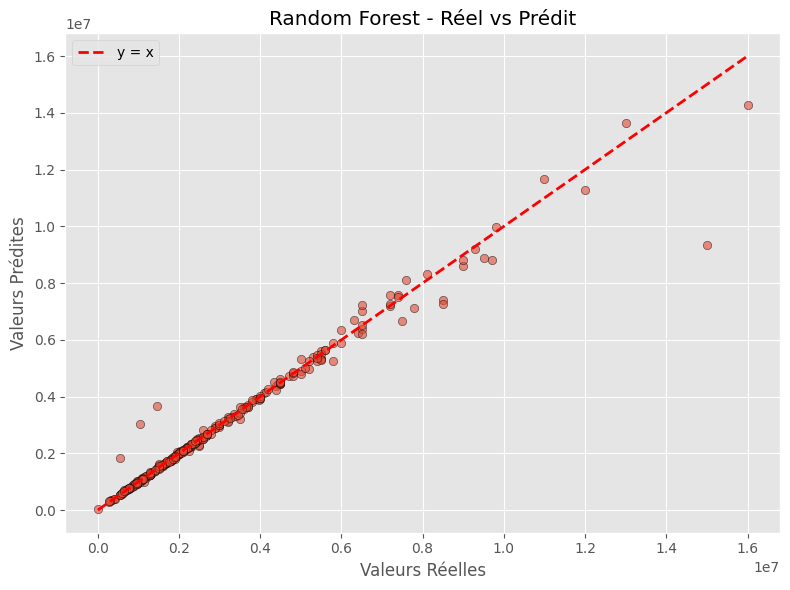 Random Forest - Réel vs Prédit
1e7
y = x
1.6
1.4
1.2
1.0
0.8
0.6
0.4
0.2
0.0
Valeurs Prédites
0.0 0.2 0.4 0.6 0.8 1.0 1.2 1.4 1.6
1e7
Valeurs Réelles